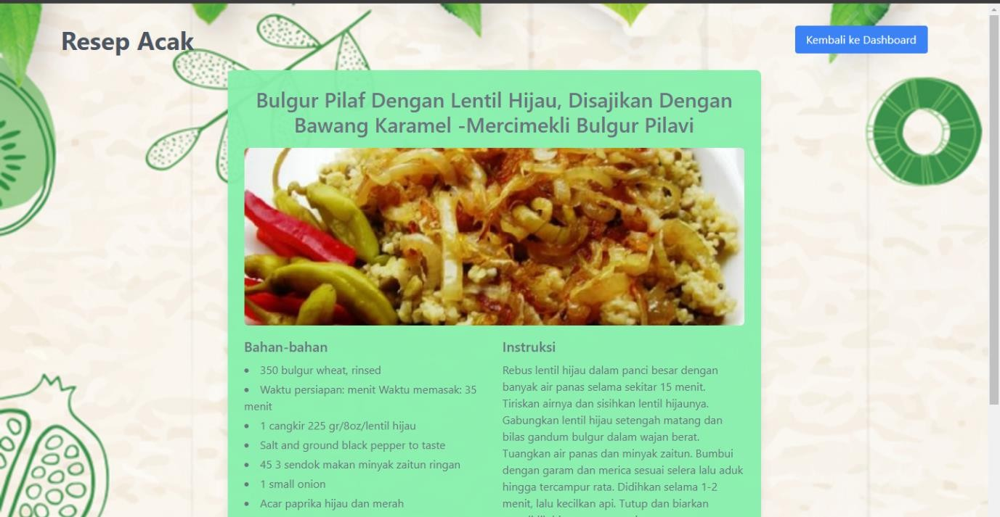 Resep Acak
Kembali ke Dashboard
Bulgur Pilaf Dengan Lentil Hijau, Disajikan Dengan
Bawang Karamel -Mercimekli Bulgur Pilavi
Bahan-bahan
350 bulgur wheat, rinsed
Waktu persiapan: menit Waktu memasak: 35
menit
1 cangkir 225 gr/8oz/lentil hijau
Salt and ground black pepper to taste
45 3 sendok makan minyak zaitun ringan
1 small onion
Acar paprika hijau dan merah
Instruksi
Rebus lentil hijau dalam panci besar dengan
banyak air panas selama sekitar 15 menit.
Tiriskan airnya dan sisihkan lentil hijaunya.
Gabungkan lentil hijau setengah matang dan
bilas gandum bulgur dalam wajan berat.
Tuangkan air panas dan minyak zaitun. Bumbui
dengan garam dan merica sesuai selera lalu aduk
hingga tercampur rata. Didihkan selama 1-2
menit, lalu kecilkan api. Tutup dan biarkan